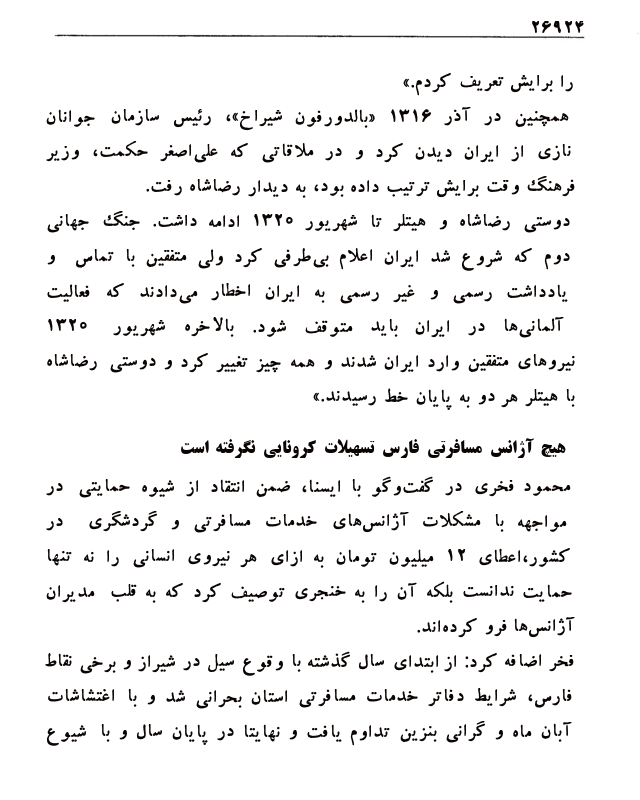 ۲۶۹۲۴
را برایش تعریف کردم.»
همچنین در آذر ۱۳۱۶ «بالدورفون شیراخ»، رئیس سازمان جوانان
نازی از ایران دیدن کرد و در ملاقاتی که علی‌اصغر حکمت، وزیر
فرهنگ وقت برایش ترتیب داده بود، به دیدار رضاشاه رفت.
دوستی رضاشاه و هیتلر تا شهریور ۱۳۲۰ ادامه داشت. جنگ جهانی
دوم که شروع شد ایران اعلام بی‌طرفی کرد ولی متفقین با تماس و
یادداشت رسمی و غیر رسمی به ایران اخطار می‌دادند که فعالیت
آلمانی‌ها در ایران باید متوقف شود. بالاخره شهریور ۱۳۲۰
نیروهای متفقین وارد ایران شدند و همه چیز تغییر کرد و دوستی رضاشاه
با هیتلر هر دو به پایان خط رسیدند.»
هیچ آژانس مسافرتی فارس تسهیلات کرونایی نگرفته است
محمود فخری در گفت‌وگو با ایسنا، ضمن انتقاد از شیوه حمایتی در
مواجهه با مشکلات آژانس‌های خدمات مسافرتی و گردشگری در
کشور،اعطای ۱۲ میلیون تومان به ازای هر نیروی انسانی را نه تنها
حمایت ندانست بلکه آن را به خنجری توصیف کرد که به قلب مدیران
آژانس‌ها فرو کرده‌اند.
فخر اضافه کرد: از ابتدای سال گذشته با وقوع سیل در شیراز و برخی نقاط
فارس، شرایط دفاتر خدمات مسافرتی استان بحرانی شد و با اغتشاشات
آبان ماه و گرانی بنزین تداوم یافت و نهایتا در پایان سال و با شیوع